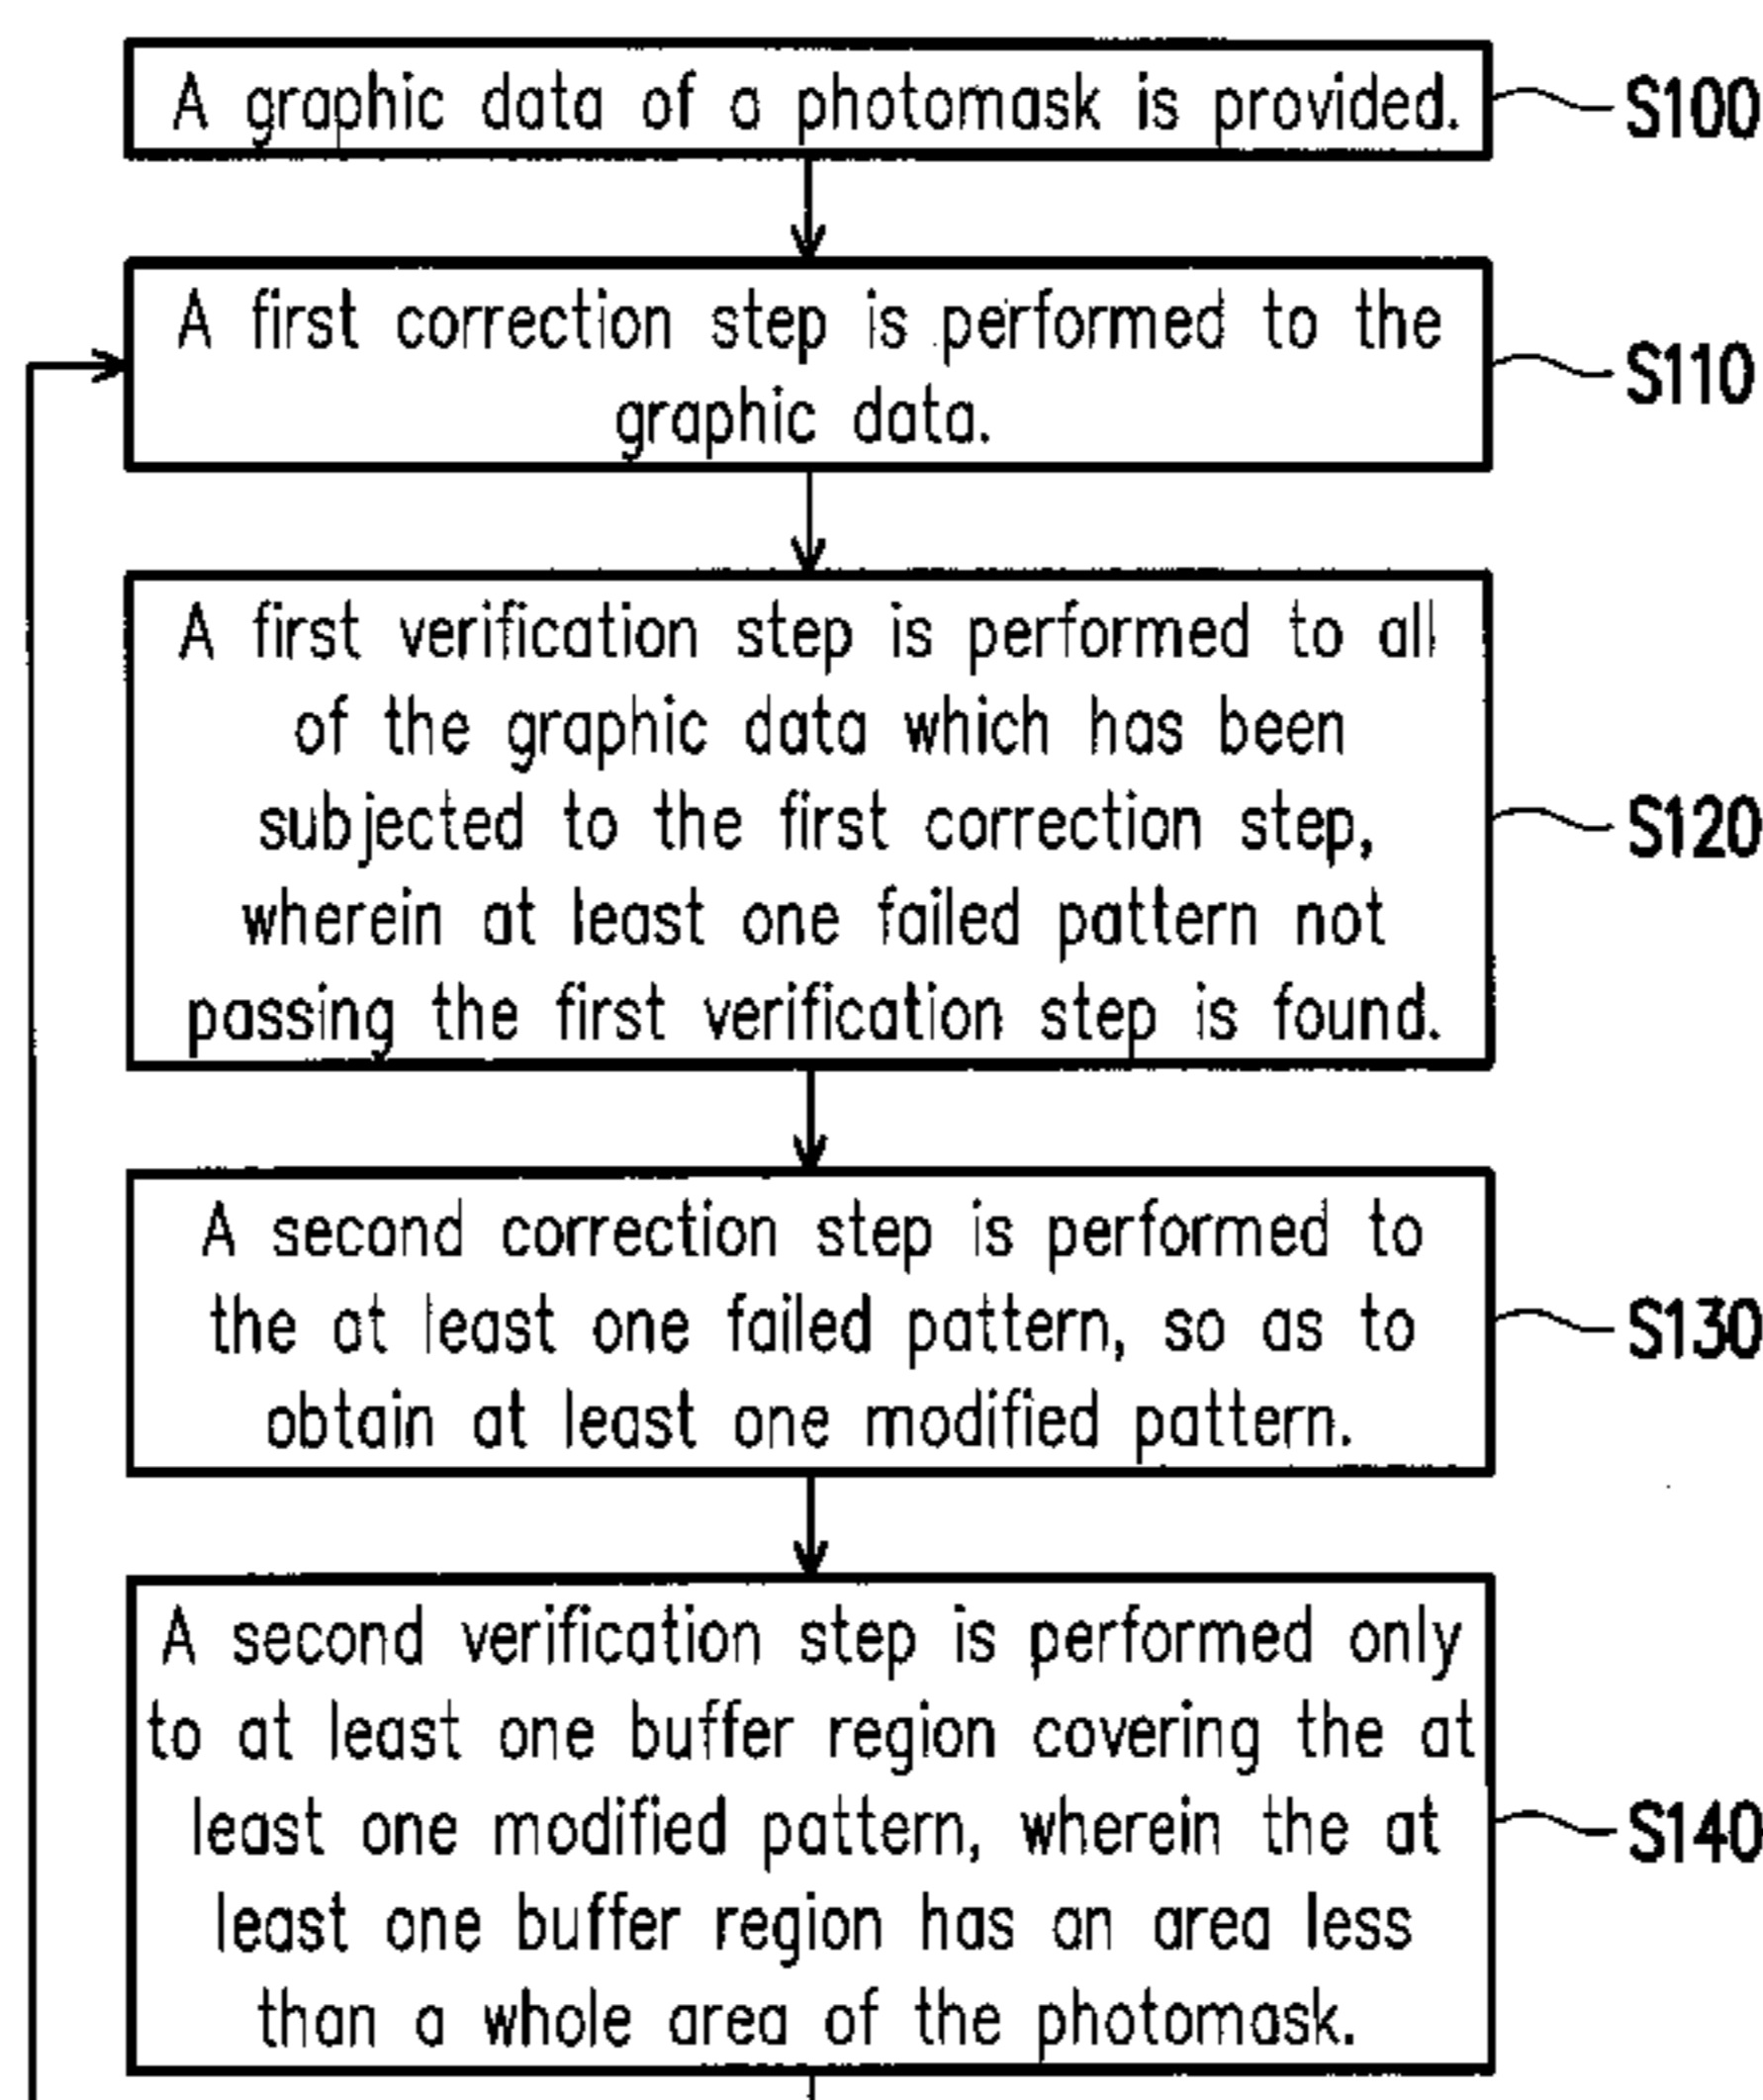 A graphic data of a photomask is provided.
S100
A first correction step is performed to the
graphic data.
S110
A first verification step is performed to all
of the graphic data which has been
subjected to the first correction step,
wherein at least one failed pattern not
passing the first verification step is found.
S120
A second correction step is performed to
the at least one failed pattern, so as to
obtain at least one modified pattern.
S130
A second verification step is performed only
to at least one buffer region covering the at
least one modified pattern, wherein the at
least one buffer region has an area less
than a whole area of the photomask.
S140